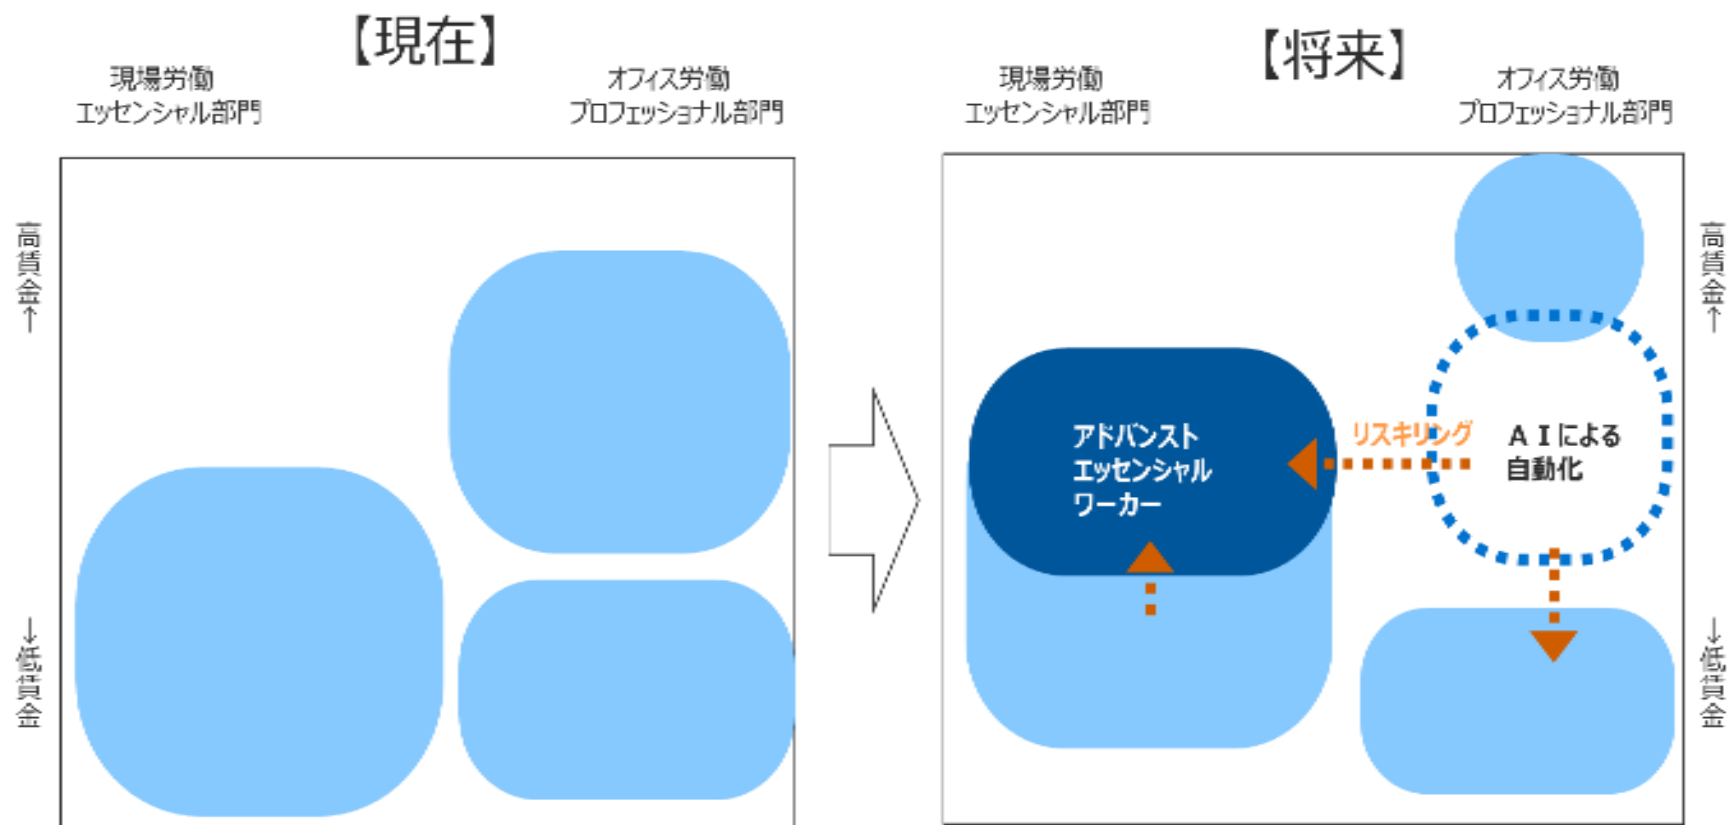 【現在】
現場労働
エッセンシャル部門
オフィス労働
プロフェッショナル部門
高賃金↑
↓低賃金
【将来】
現場労働
エッセンシャル部門
オフィス労働
プロフェッショナル部門
アドバンスト
エッセンシャル
ワーカー
リスキリング
ＡＩによる
自動化
高賃金↑
↓低賃金